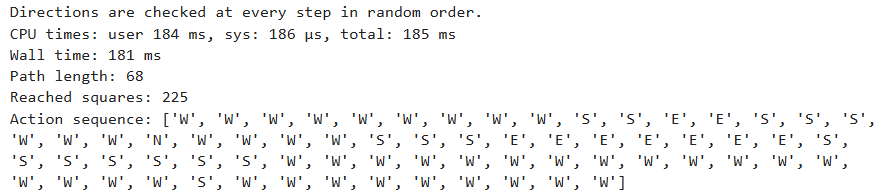 Directions are checked at every step in random order.
CPU times: user 184 ms, sys: 186 µs, total: 185 ms
Wall time: 181 ms
Path length: 68
Reached squares: 225
Action sequence: ['W', 'W', 'W', 'W', 'W', 'W', 'W', 'W', 'W', 'S', 'S', 'E', 'E', 'S', 'S', 'S',
'W', 'W', 'W', 'N', 'W', 'W', 'W', 'W', 'S', 'S', 'S', 'E', 'E', 'E', 'E', 'E', 'E', 'E', 'S',
'S', 'S', 'S', 'S', 'S', 'S', 'W', 'W', 'W', 'W', 'W', 'W', 'W', 'W', 'W', 'W', 'W', 'W', 'W',
'W', 'W', 'W', 'W', 'S', 'W', 'W', 'W', 'W', 'W', 'W', 'W', 'W', 'W']